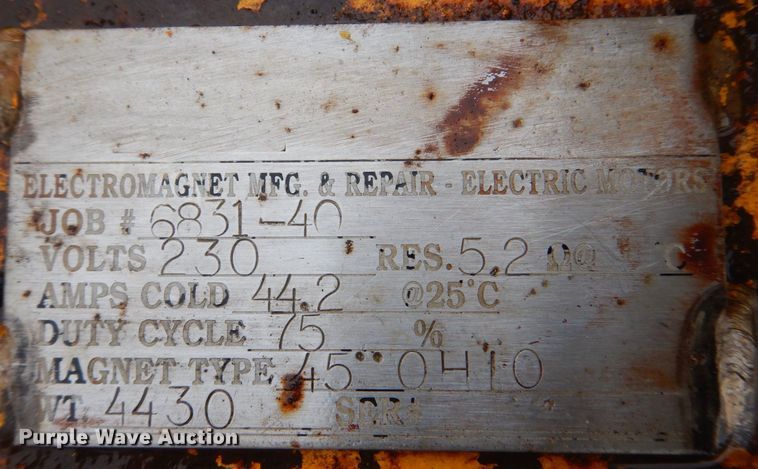 ELECTROMAGNET MFG. & REPAIR - ELECTRIC MOTORS
JOB # 6831-40
VOLTS 230 RES. 5.2 Ω@ °C
AMPS COLD 44.2 @25°C
DUTY CYCLE 75 %
MAGNET TYPE 45" 0410
WT. 4430 SER#
Purple Wave Auction